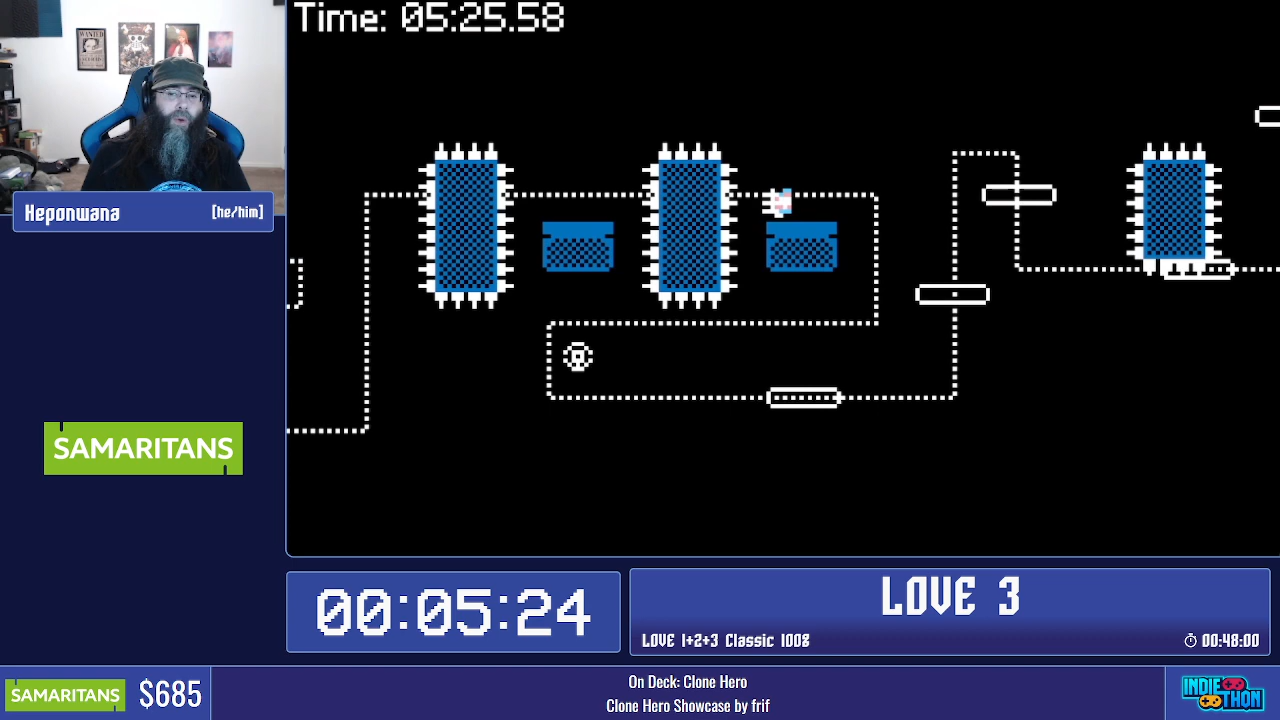 Time: 05:25.58
WANTED
Heponwana
[he/him]
SAMARITANS
00:05:24
LOVE 3
LOVE 1+2+3 Classic 100%
00:48:00
SAMARITANS
$685
On Deck: Clone Hero
Clone Hero Showcase by frif
INDIE
THON